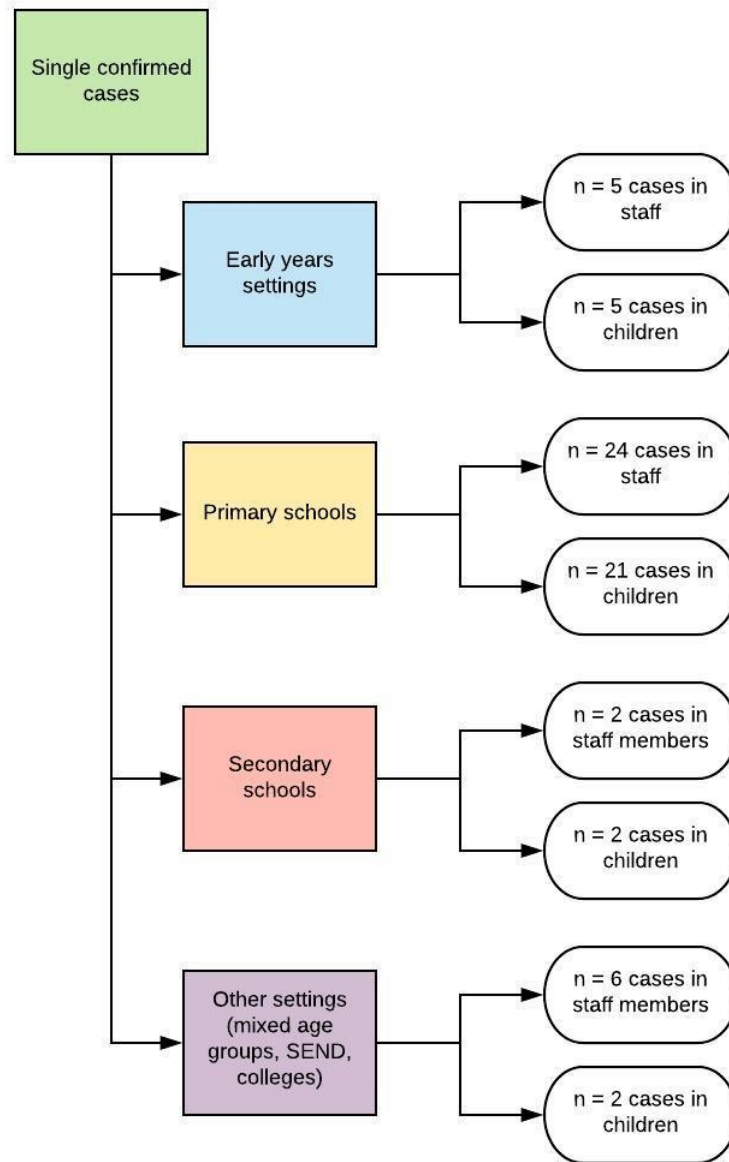 Single confirmed
cases
n = 5 cases in
staff
Early years
settings
n = 5 cases in
children
n = 24 cases in
staff
Primary schools
n = 21 cases in
children
n = 2 cases in
staff members
Secondary
schools
n = 2 cases in
children
n = 6 cases in
staff members
Other settings
(mixed age
groups, SEND,
colleges)
n = 2 cases in
children